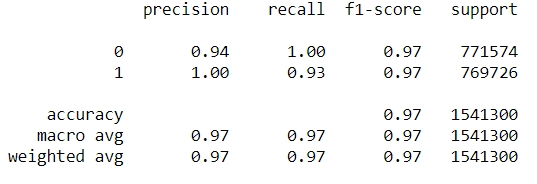 precision recall f1-score support
0 0.94 1.00 0.97 771574
1 1.00 0.93 0.97 769726
accuracy 0.97 1541300
macro avg 0.97 0.97 0.97 1541300
weighted avg 0.97 0.97 0.97 1541300